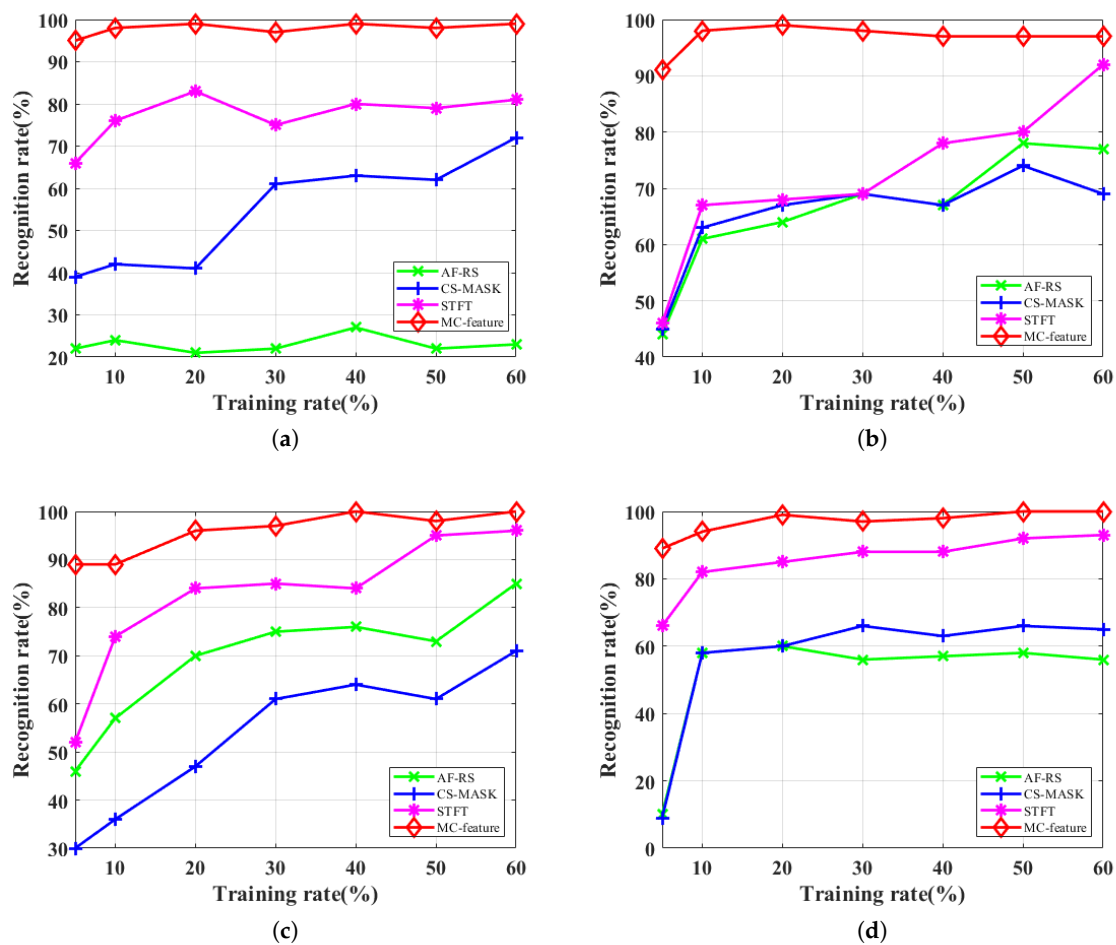 100
90
80
70
60
50
40
30
20
Recognition rate(%)
AF-RS
CS-MASK
STFT
MC-feature
10 20 30 40 50 60
Training rate(%)
(a)
100
90
80
70
60
50
40
Recognition rate(%)
AF-RS
CS-MASK
STFT
MC-feature
10 20 30 40 50 60
Training rate(%)
(b)
100
90
80
70
60
50
40
30
Recognition rate(%)
AF-RS
CS-MASK
STFT
MC-feature
10 20 30 40 50 60
Training rate(%)
(c)
100
80
60
40
20
0
Recognition rate(%)
AF-RS
CS-MASK
STFT
MC-feature
10 20 30 40 50 60
Training rate(%)
(d)